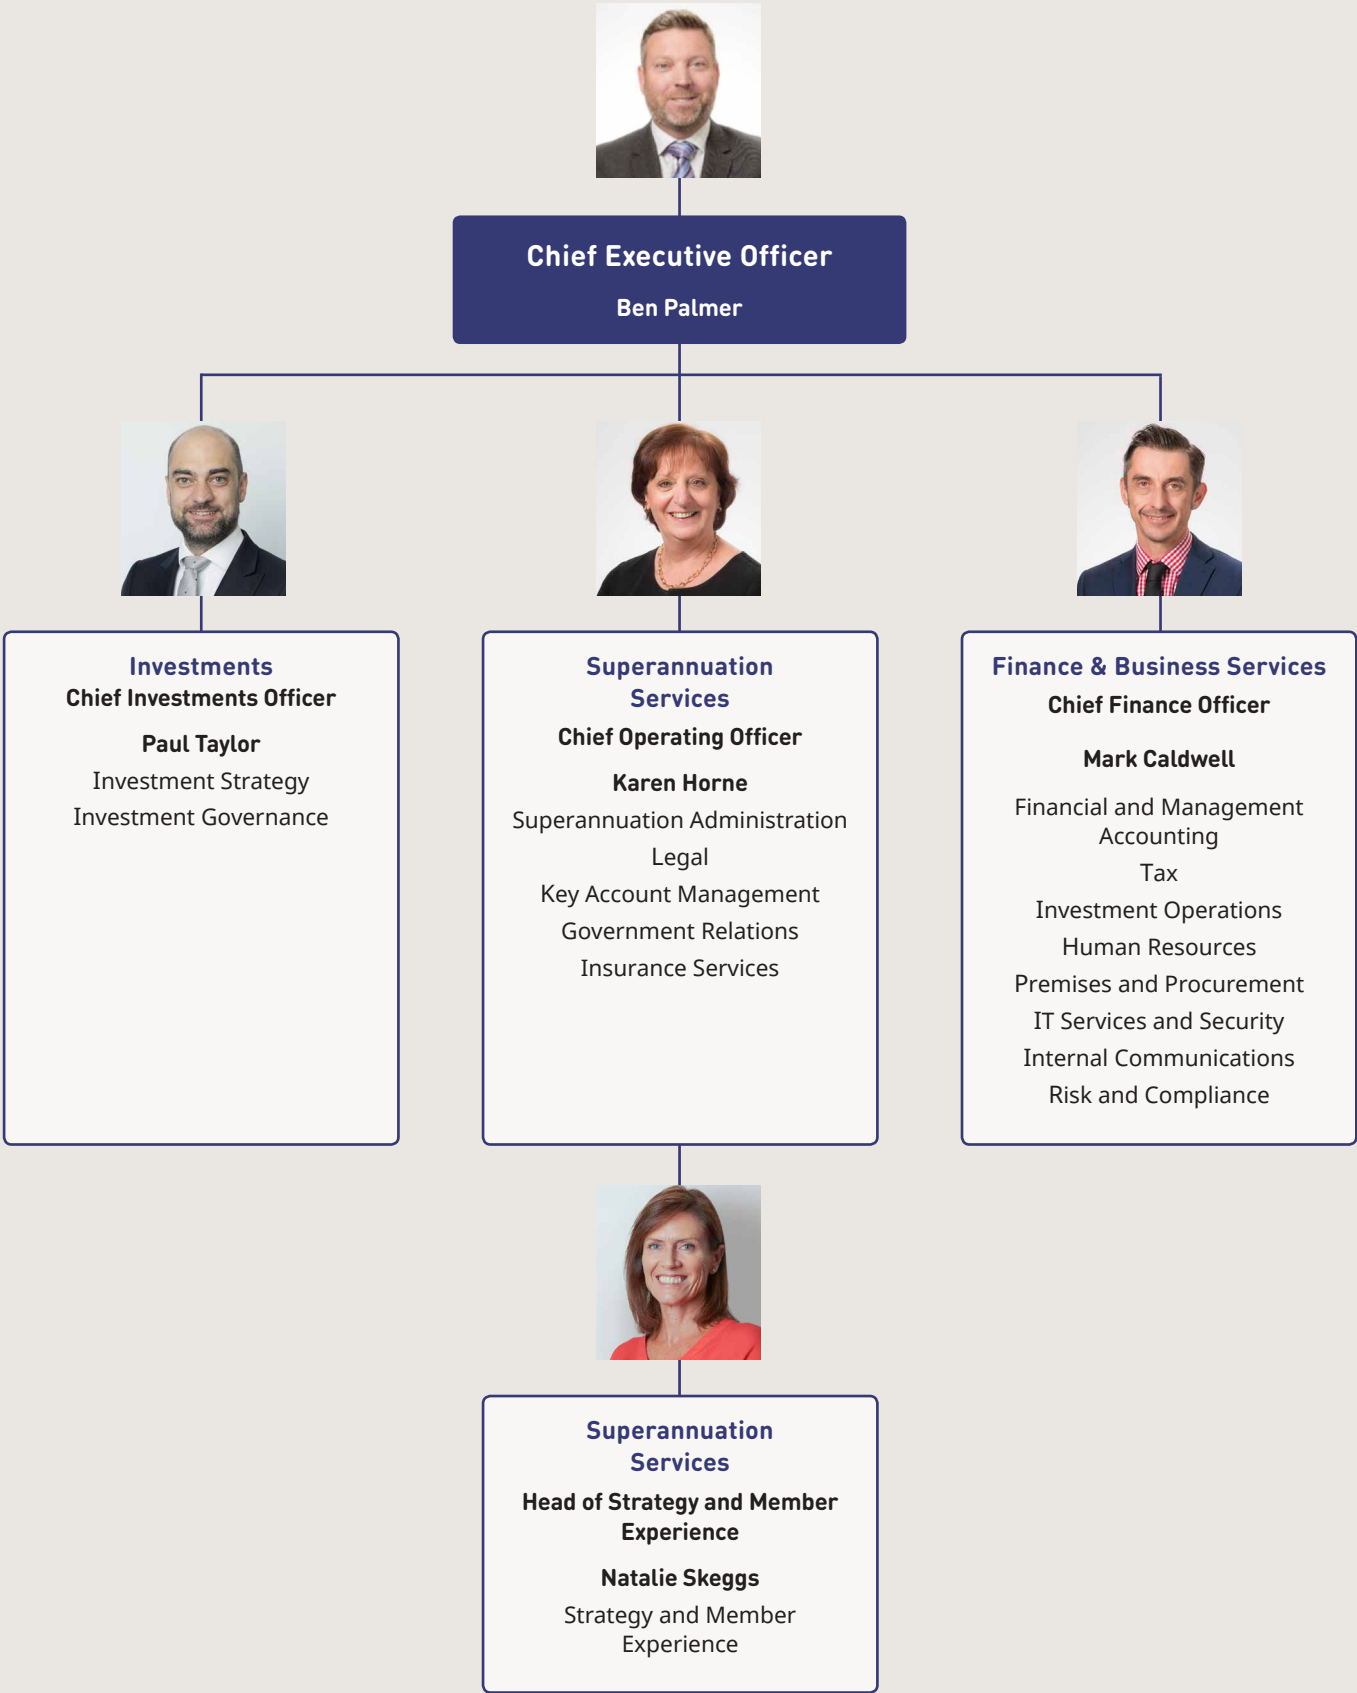 Chief Executive Officer
Ben Palmer
Investments
Chief Investments Officer
Paul Taylor
Investment Strategy
Investment Governance
Superannuation
Services
Chief Operating Officer
Karen Horne
Superannuation Administration
Legal
Key Account Management
Government Relations
Insurance Services
Finance & Business Services
Chief Finance Officer
Mark Caldwell
Financial and Management
Accounting
Tax
Investment Operations
Human Resources
Premises and Procurement
IT Services and Security
Internal Communications
Risk and Compliance
Superannuation
Services
Head of Strategy and Member
Experience
Natalie Skeggs
Strategy and Member
Experience